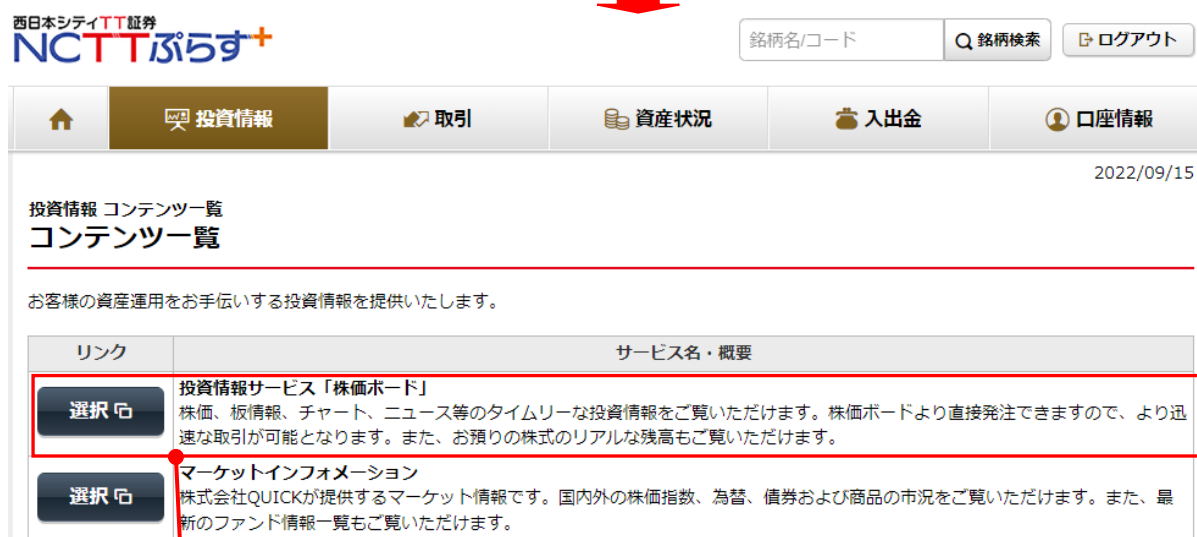 西日本シティTT証券
NCTTぷらす+
銘柄名/コード
銘柄検索
ログアウト
投資情報
取引
資産状況
入出金
口座情報
2022/09/15
投資情報 コンテンツ一覧
コンテンツ一覧
お客様の資産運用をお手伝いする投資情報を提供いたします。
リンク
サービス名・概要
選択
投資情報サービス「株価ボード」
株価、板情報、チャート、ニュース等のタイムリーな投資情報をご覧いただけます。株価ボードより直接発注できますので、より迅
速な取引が可能となります。また、お預りの株式のリアルな残高もご覧いただけます。
選択
マーケットインフォメーション
株式会社QUICKが提供するマーケット情報です。国内外の株価指数、為替、債券および商品の市況をご覧いただけます。また、最
新のファンド情報一覧もご覧いただけます。